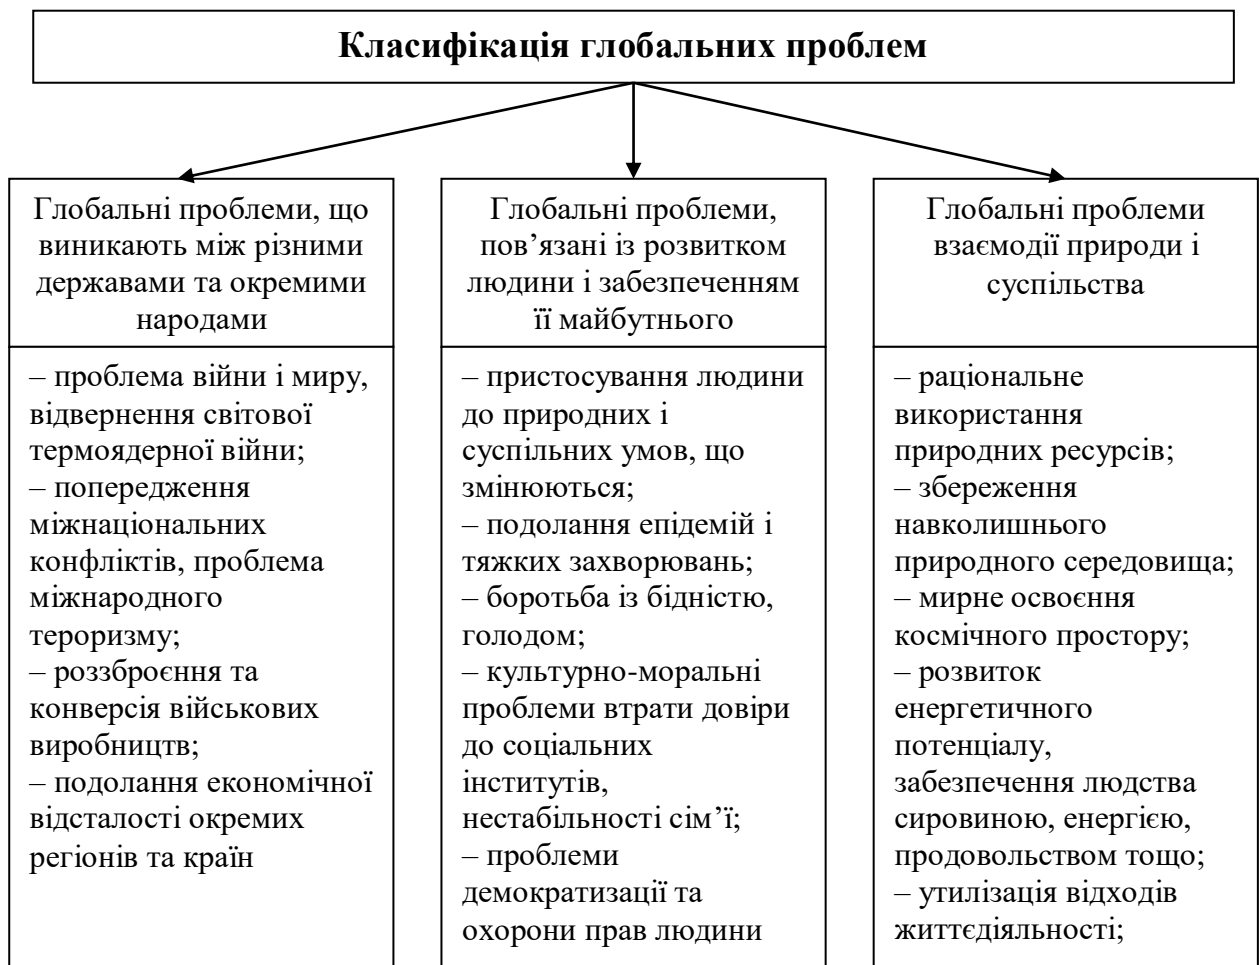 Класифікація глобальних проблем
Глобальні проблеми, що
виникають між різними
державами та окремими
народами
– проблема війни і миру,
відвернення світової
термоядерної війни;
– попередження
міжнаціональних
конфліктів, проблема
міжнародного
тероризму;
– роззброєння та
конверсія військових
виробництв;
– подолання економічної
відсталості окремих
регіонів та країн
Глобальні проблеми,
пов’язані із розвитком
людини і забезпеченням
її майбутнього
– пристосування людини
до природних і
суспільних умов, що
змінюються;
– подолання епідемій і
тяжких захворювань;
– боротьба із бідністю,
голодом;
– культурно-моральні
проблеми втрати довіри
до соціальних
інститутів,
нестабільності сім’ї;
– проблеми
демократизації та
охорони прав людини
Глобальні проблеми
взаємодії природи і
суспільства
– раціональне
використання
природних ресурсів;
– збереження
навколишнього
природного середовища;
– мирне освоєння
космічного простору;
– розвиток
енергетичного
потенціалу,
забезпечення людства
сировиною, енергією,
продовольством тощо;
– утилізація відходів
життєдіяльності;